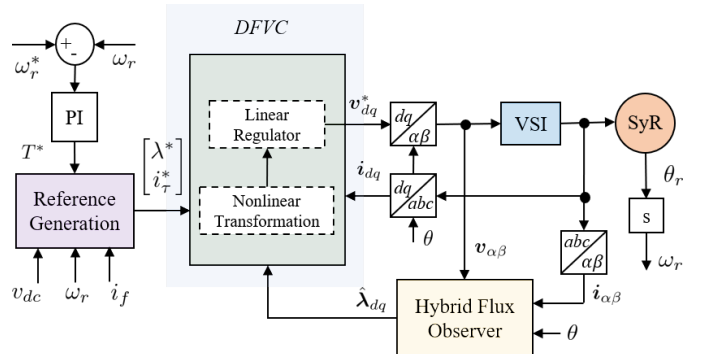 DFVC
+
-
ω_r^*
ω_r
PI
T^*
Reference
Generation
v_dc
ω_r
i_f
λ^*
i_τ^*
Linear
Regulator
Nonlinear
Transformation
v_dq^*
i_dq
dq
αβ
dq
abc
θ
VSI
SyR
θ_r
s
ω_r
abc
αβ
v_αβ
i_αβ
λ̂_dq
Hybrid Flux
Observer
θ